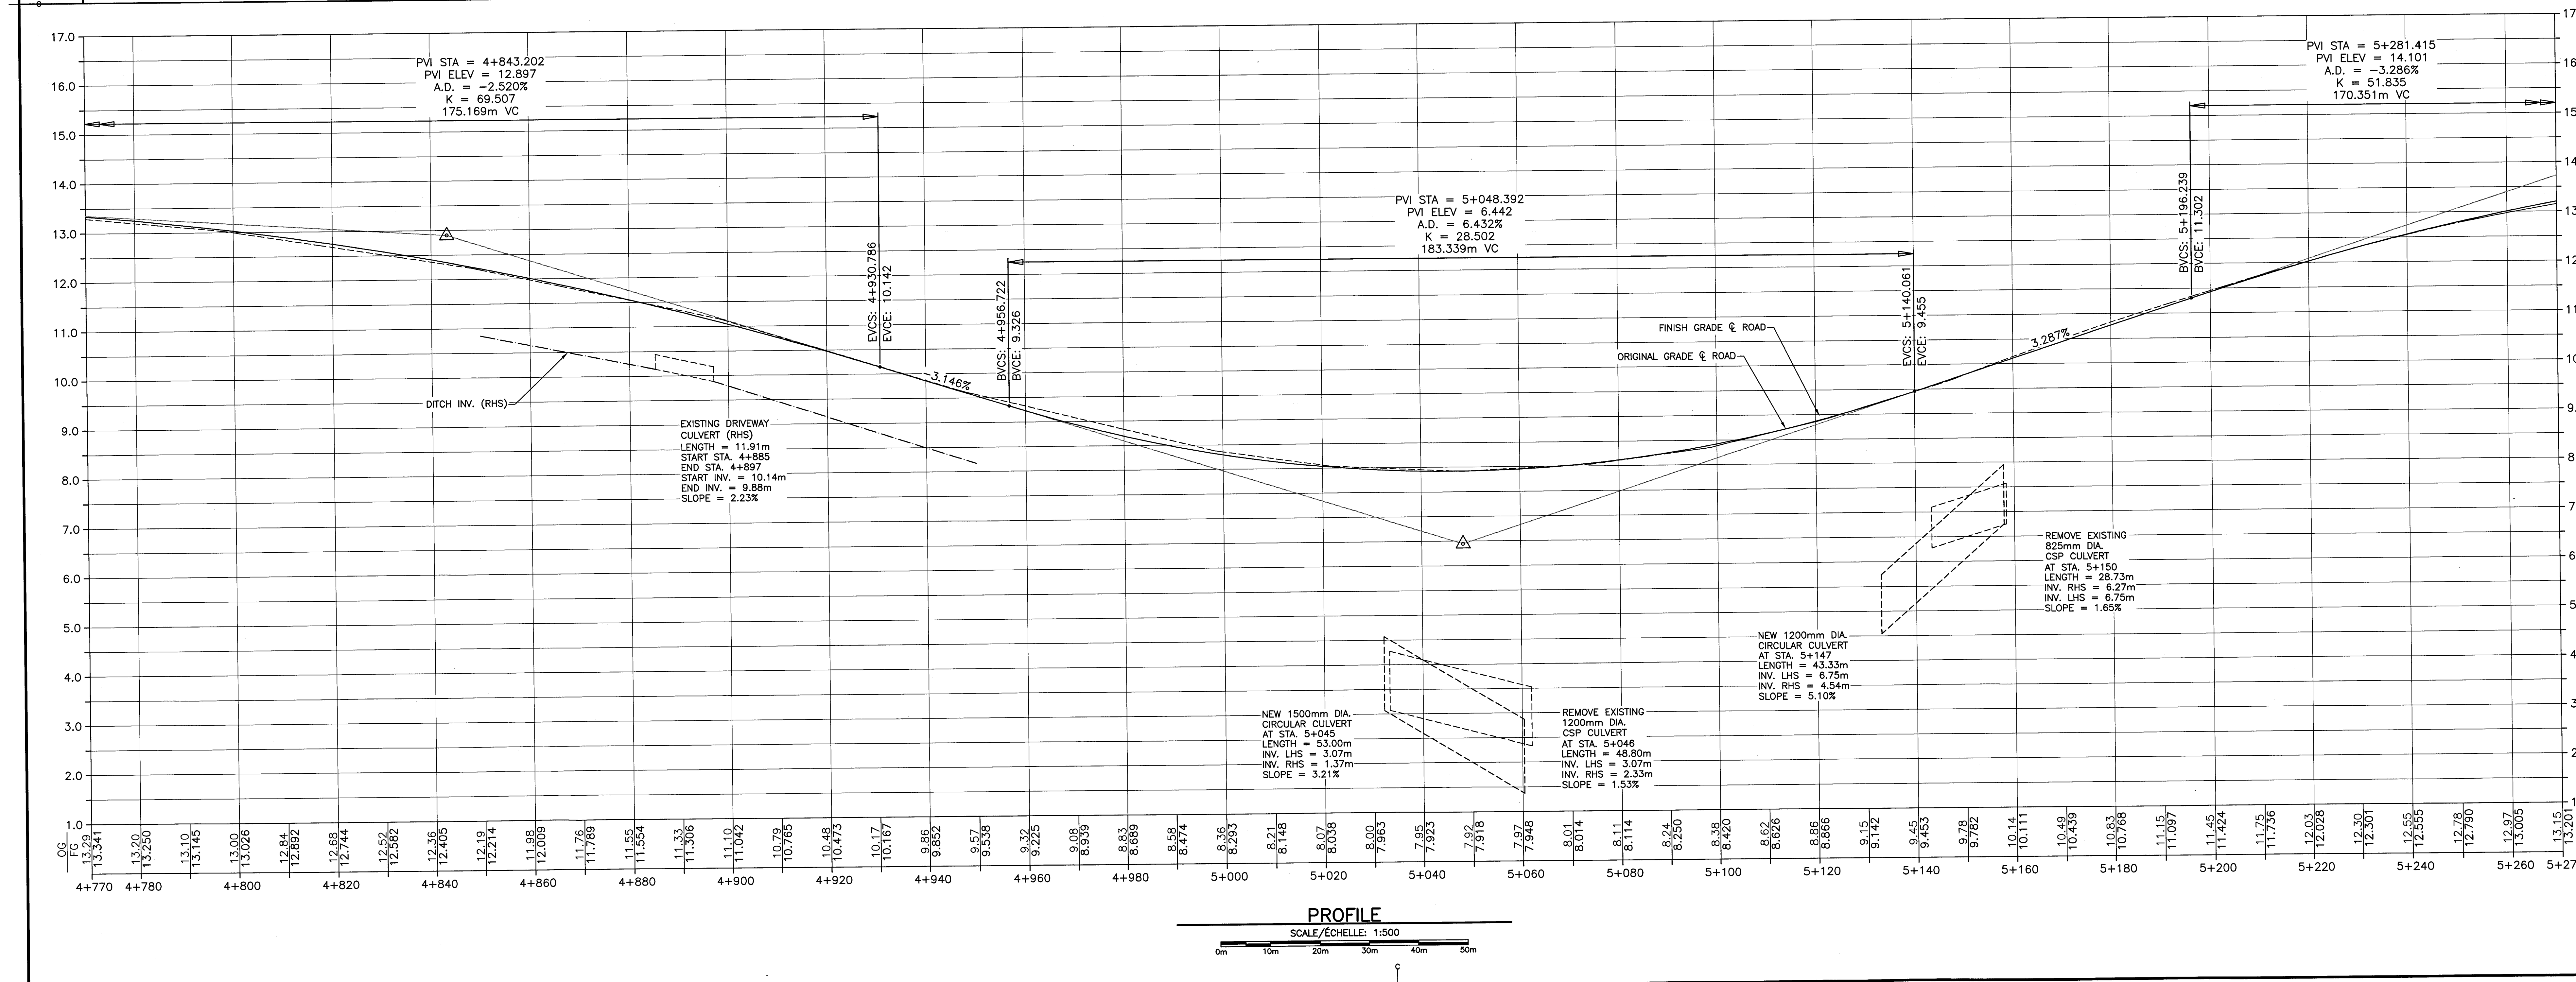 PVI STA = 4+843.202
PVI ELEV = 12.897
A.D. = -2.520%
K = 69.507
175.169m VC
PVI STA = 5+048.392
PVI ELEV = 6.442
A.D. = 6.432%
K = 28.502
183.339m VC
PVI STA = 5+281.415
PVI ELEV = 14.101
A.D. = -3.286%
K = 51.835
170.351m VC
17.0
16.0
15.0
14.0
13.0
12.0
11.0
10.0
9.0
8.0
7.0
6.0
5.0
4.0
3.0
2.0
1.0
EVCS: 4+930.786
EVCE: 10.142
BVCS: 4+956.722
BVCE: 9.326
EVCS: 5+140.061
EVCE: 9.455
BVCS: 5+196.239
BVCE: 11.302
-3.146%
3.287%
FINISH GRADE ℄ ROAD
ORIGINAL GRADE ℄ ROAD
DITCH INV. (RHS)
EXISTING DRIVEWAY
CULVERT (RHS)
LENGTH = 11.91m
START STA. 4+885
END STA. 4+897
START INV. = 10.14m
END INV. = 9.88m
SLOPE = 2.23%
NEW 1500mm DIA.
CIRCULAR CULVERT
AT STA. 5+045
LENGTH = 53.00m
INV. LHS = 3.07m
INV. RHS = 1.37m
SLOPE = 3.21%
REMOVE EXISTING
1200mm DIA.
CSP CULVERT
AT STA. 5+046
LENGTH = 48.80m
INV. LHS = 3.07m
INV. RHS = 2.33m
SLOPE = 1.53%
NEW 1200mm DIA.
CIRCULAR CULVERT
AT STA. 5+147
LENGTH = 43.33m
INV. LHS = 6.75m
INV. RHS = 4.54m
SLOPE = 5.10%
REMOVE EXISTING
825mm DIA.
CSP CULVERT
AT STA. 5+150
LENGTH = 28.73m
INV. RHS = 6.27m
INV. LHS = 6.75m
SLOPE = 1.65%
OG 13.29 13.20 13.10 13.00 12.84 12.68 12.52 12.36 12.19 11.98 11.76 11.55 11.33 11.10 10.79 10.48 10.17 9.86 9.57 9.32 9.08 8.83 8.58 8.36 8.21 8.07 8.00 7.95 7.92 7.97 8.01 8.11 8.24 8.38 8.62 8.86 9.15 9.45 9.78 10.14 10.49 10.83 11.15 11.45 11.75 12.03 12.30 12.55 12.78 12.97 13.15
FG 13.341 13.250 13.145 13.026 12.892 12.744 12.582 12.405 12.214 12.009 11.789 11.554 11.306 11.042 10.765 10.473 10.167 9.852 9.538 9.225 8.939 8.689 8.474 8.293 8.148 8.038 7.963 7.923 7.918 7.948 8.014 8.114 8.250 8.420 8.626 8.866 9.142 9.453 9.782 10.111 10.439 10.768 11.097 11.424 11.736 12.028 12.301 12.555 12.790 13.005 13.201
4+770 4+780 4+800 4+820 4+840 4+860 4+880 4+900 4+920 4+940 4+960 4+980 5+000 5+020 5+040 5+060 5+080 5+100 5+120 5+140 5+160 5+180 5+200 5+220 5+240 5+260 5+27
PROFILE
SCALE/ÉCHELLE: 1:500
0m 10m 20m 30m 40m 50m
C